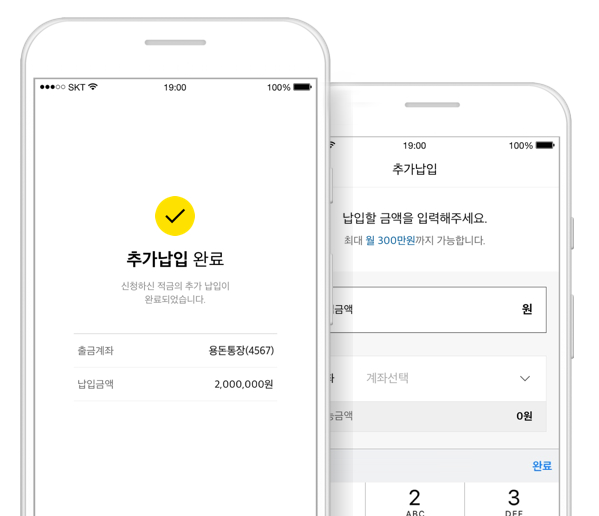 SKT
19:00
100%
추가납입 완료
신청하신 적금의 추가 납입이
완료되었습니다.
출금계좌 용돈통장(4567)
납입금액 2,000,000원
19:00
100%
추가납입
납입할 금액을 입력해주세요.
최대 월 300만원까지 가능합니다.
금액 원
계좌선택
금액 0원
완료
2
ABC
3
DEF